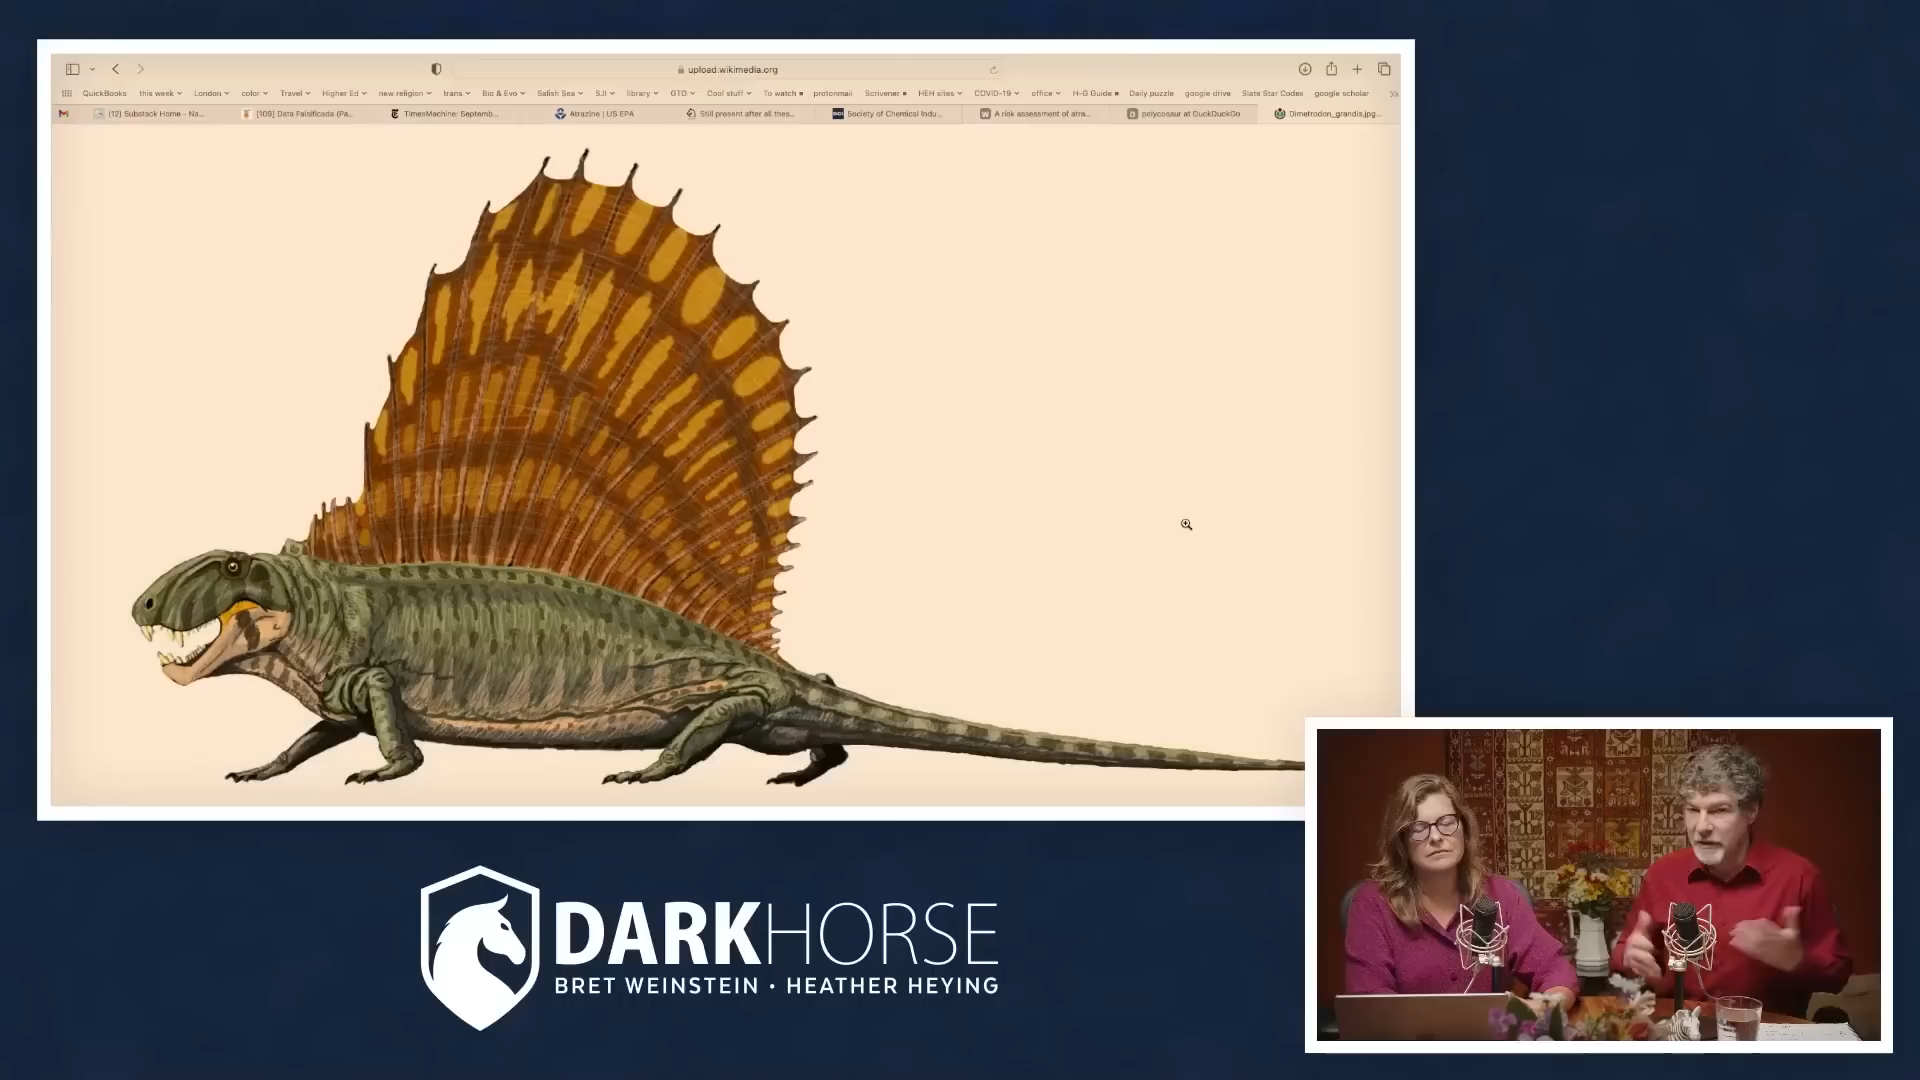 upload.wikimedia.org
QuickBooks this week London color Travel Higher Ed new religion trans Bio & Evo Salish Sea SJI library GTD Cool stuff To watch protonmail Scrivener HEH sites COVID-19 office H-G Guide Daily puzzle google drive Slate Star Codex google scholar
(12) Substack Home - Na... [109] Data Falsificada (Pa... TimesMachine: Septemb... Atrazine | US EPA Still present after all thes... Society of Chemical Indu... A risk assessment of atra... pelycosaur at DuckDuckGo Dimetrodon_grandis.jpg...
DARKHORSE
BRET WEINSTEIN • HEATHER HEYING